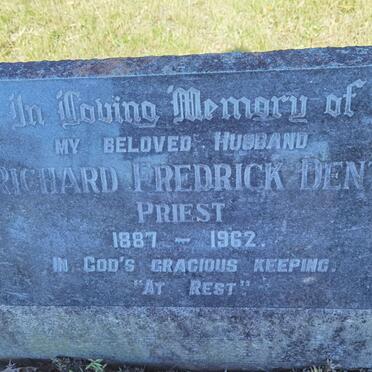 In Loving Memory of
MY BELOVED HUSBAND
RICHARD FREDRICK DENT
PRIEST
1887 - 1962.
IN GOD'S GRACIOUS KEEPING.
"AT REST"